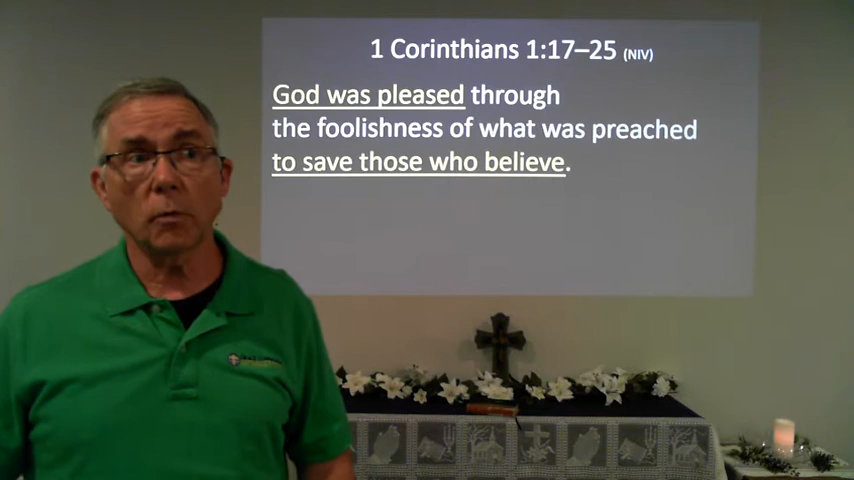 1 Corinthians 1:17–25 (NIV)
God was pleased through
the foolishness of what was preached
to save those who believe.